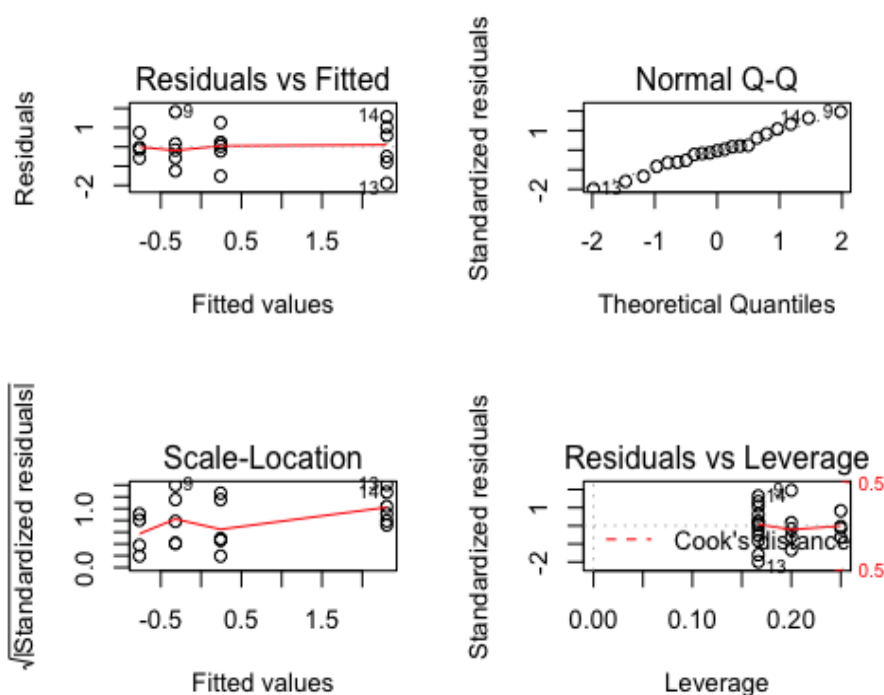 Residuals vs Fitted
Residuals
1
-2
9
14
13
-0.5
0.5
1.5
Fitted values
Normal Q-Q
Standardized residuals
1
-2
13
14
9
-2
-1
0
1
2
Theoretical Quantiles
Scale-Location
√|Standardized residuals|
1.0
0.0
9
13
14
-0.5
0.5
1.5
Fitted values
Residuals vs Leverage
Standardized residuals
1
-2
9
14
13
Cook's distance
0.5
0.5
0.00
0.10
0.20
Leverage